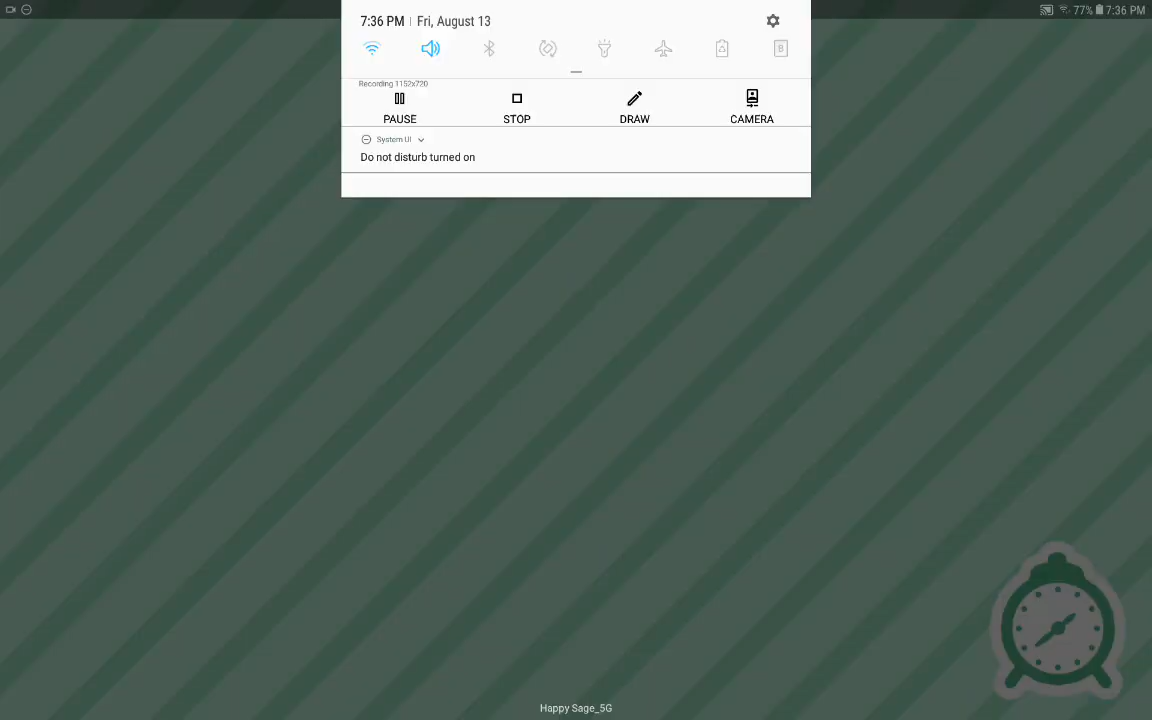 77% 7:36 PM
7:36 PM | Fri, August 13
B
Recording 1152x720
PAUSE STOP DRAW CAMERA
System UI
Do not disturb turned on
Happy Sage_5G